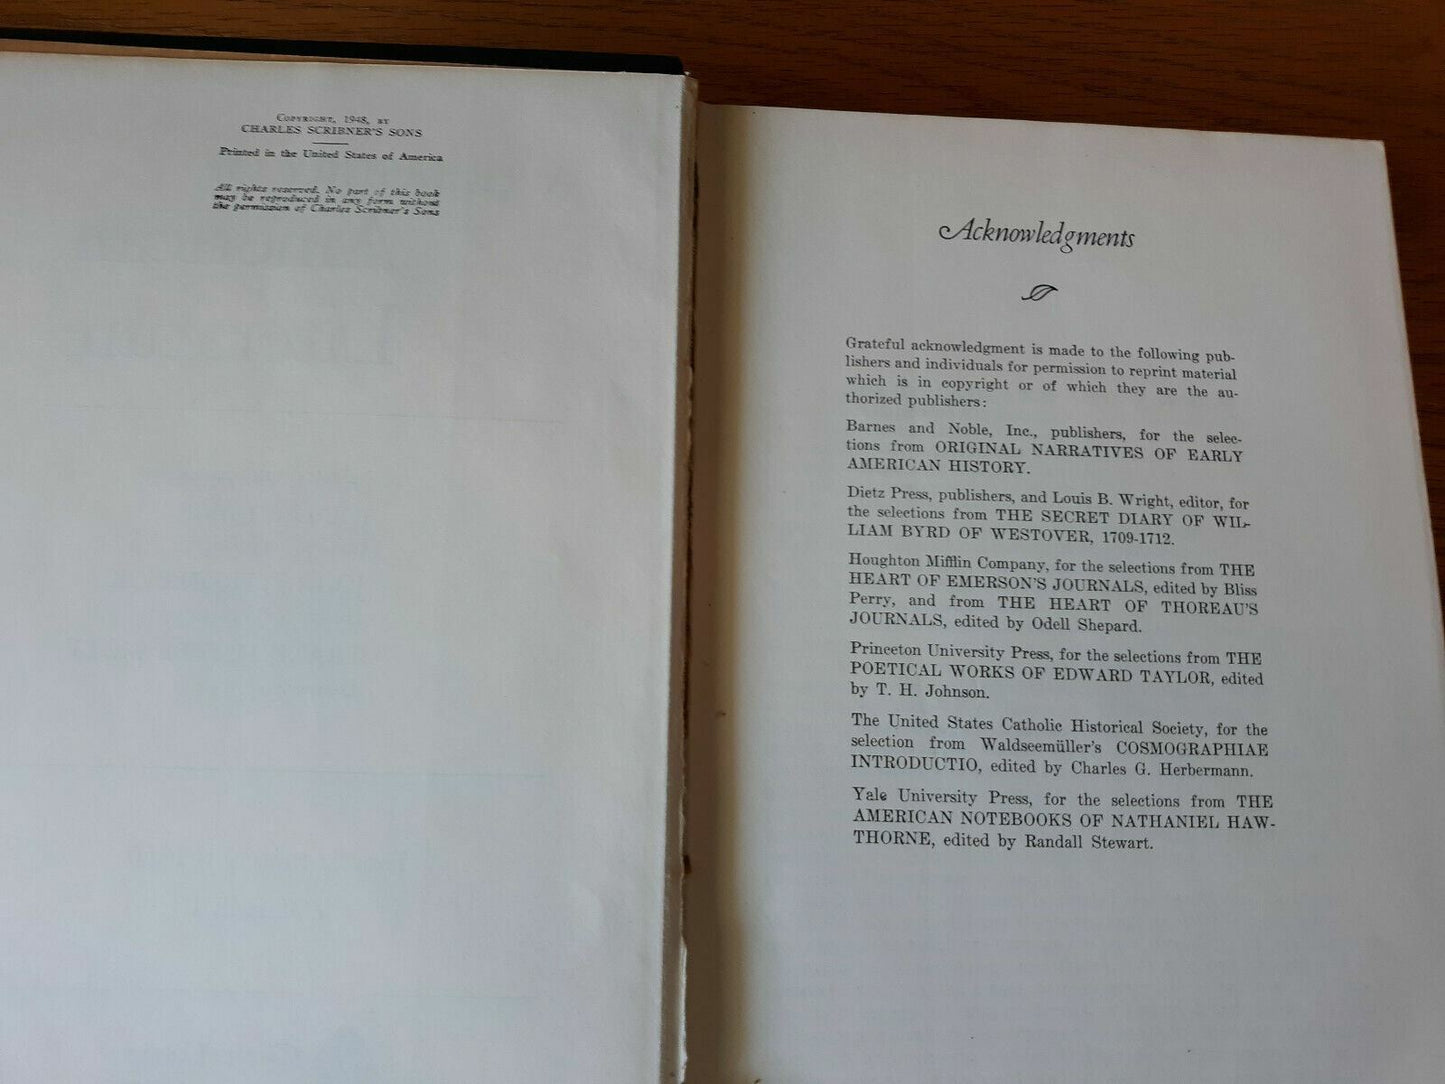 COPYRIGHT, 1948, BY
CHARLES SCRIBNER'S SONS
Printed in the United States of America
All rights reserved. No part of this book
may be reproduced in any form without
the permission of Charles Scribner's Sons
Acknowledgments
Grateful acknowledgment is made to the following pub-
lishers and individuals for permission to reprint material
which is in copyright or of which they are the au-
thorized publishers:
Barnes and Noble, Inc., publishers, for the selec-
tions from ORIGINAL NARRATIVES OF EARLY
AMERICAN HISTORY.
Dietz Press, publishers, and Louis B. Wright, editor, for
the selections from THE SECRET DIARY OF WIL-
LIAM BYRD OF WESTOVER, 1709-1712.
Houghton Mifflin Company, for the selections from THE
HEART OF EMERSON'S JOURNALS, edited by Bliss
Perry, and from THE HEART OF THOREAU'S
JOURNALS, edited by Odell Shepard.
Princeton University Press, for the selections from THE
POETICAL WORKS OF EDWARD TAYLOR, edited
by T. H. Johnson.
The United States Catholic Historical Society, for the
selection from Waldseemüller's COSMOGRAPHIAE
INTRODUCTIO, edited by Charles G. Herbermann.
Yale University Press, for the selections from THE
AMERICAN NOTEBOOKS OF NATHANIEL HAW-
THORNE, edited by Randall Stewart.